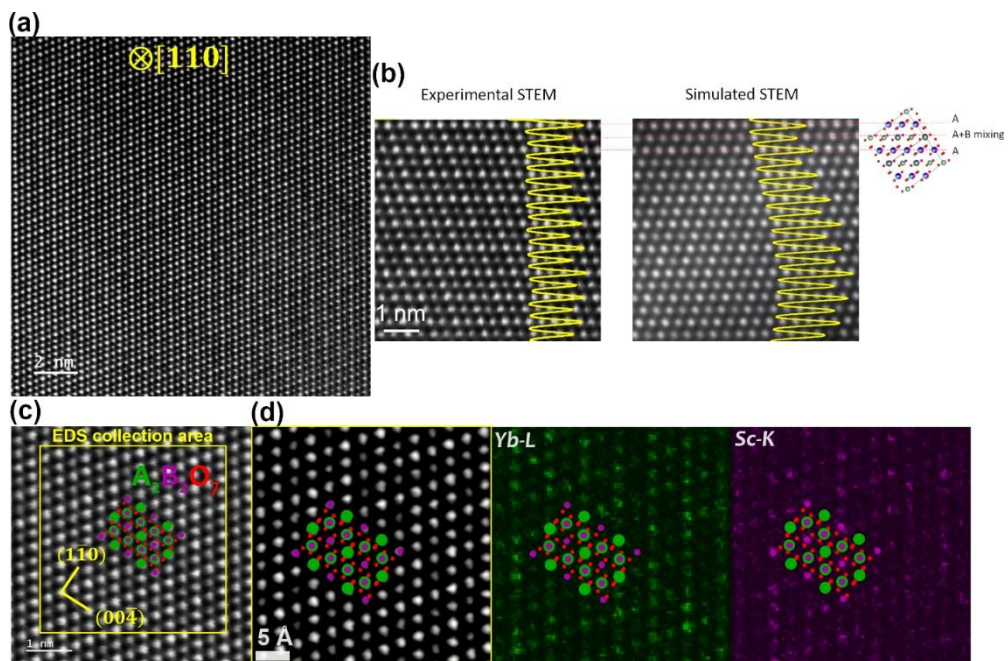 (a)
⊗[110]
2 nm
(b)
Experimental STEM
Simulated STEM
A
A+B mixing
A
1 nm
(c)
EDS collection area
A₂B₂O₇
(110)
(004̄)
1 nm
(d)
5 Å
Yb-L
Sc-K